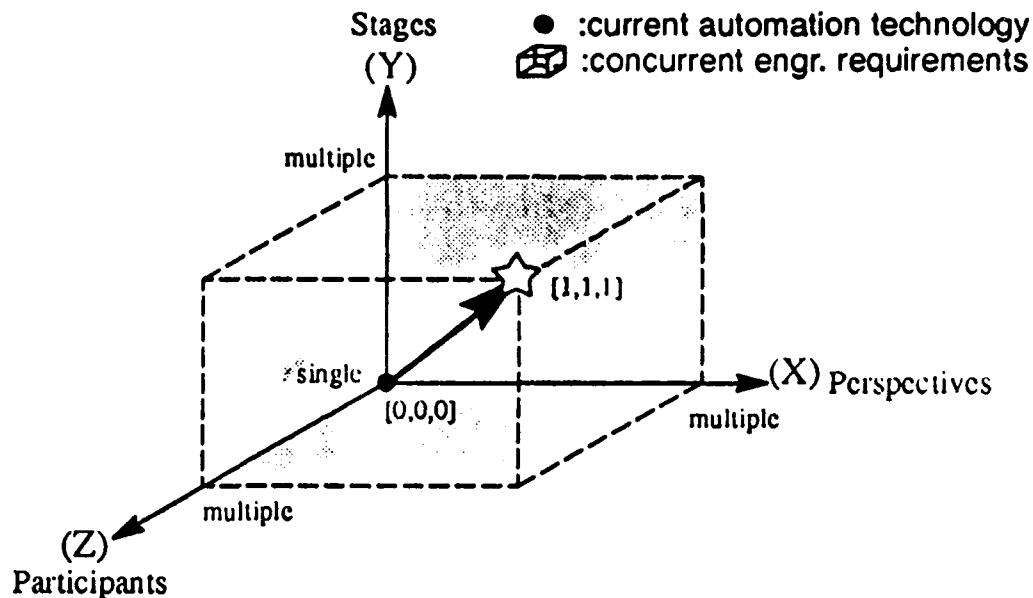 Stages
(Y)
● :current automation technology
:concurrent engr. requirements
multiple
[1,1,1]
single
[0,0,0]
(X) Perspectives
multiple
multiple
(Z)
Participants